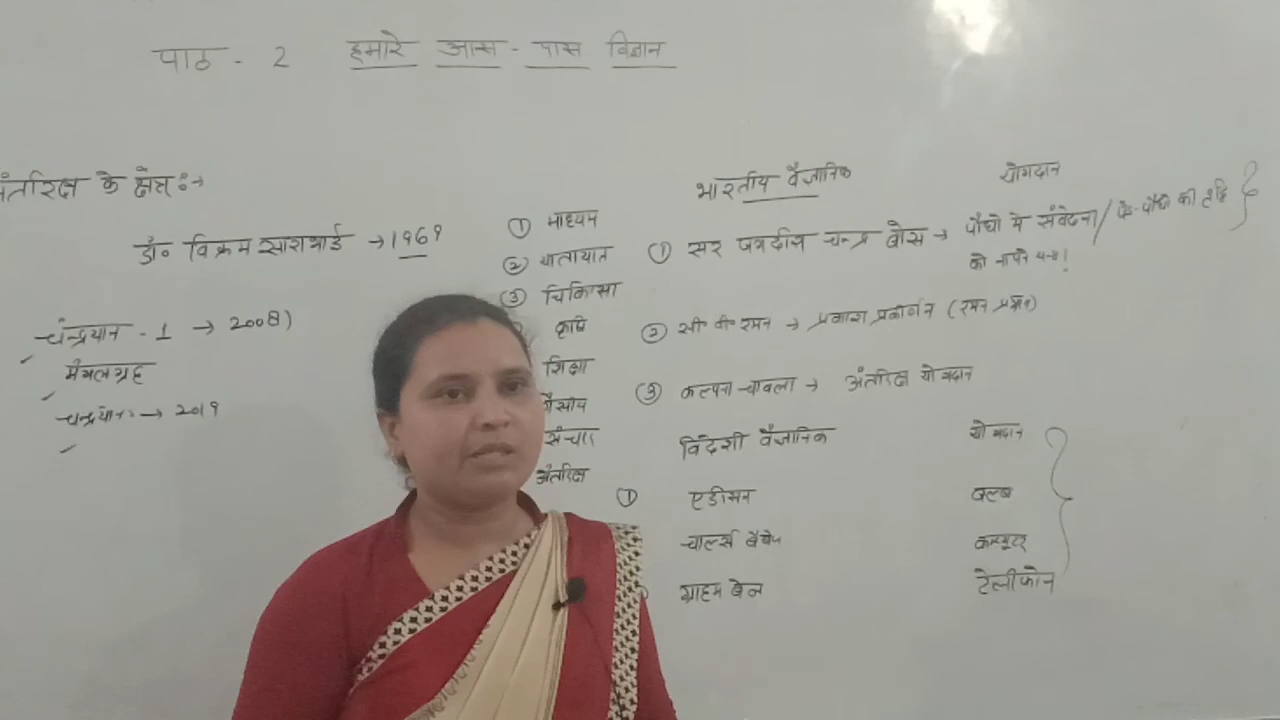 पाठ - 2 हमारे आस - पास विज्ञान
अंतरिक्ष के क्षेत्र :→
डॉ० विक्रम साराभाई → 1969
चंद्रयान - 1 → 2008)
मंगलग्रह
चन्द्रयान → 2019
① माध्यम
② यातायात
③ चिकित्सा
कृषि
शिक्षा
संचार
अंतरिक्ष
भारतीय वैज्ञानिक योगदान
① सर जगदीश चन्द्र बोस → पौधो मे संवेदना / पेड़-पौधो की वृद्धि
को नापने यन्त्र।
② सी० वी० रमन → प्रकाश प्रकीर्णन (रमन प्रभाव)
③ कल्पना चावला → अंतरिक्ष योगदान
विदेशी वैज्ञानिक योगदान
① एडीसन बल्ब
चार्ल्स बैबेज कम्प्यूटर
ग्राहम बेल टेलीफोन